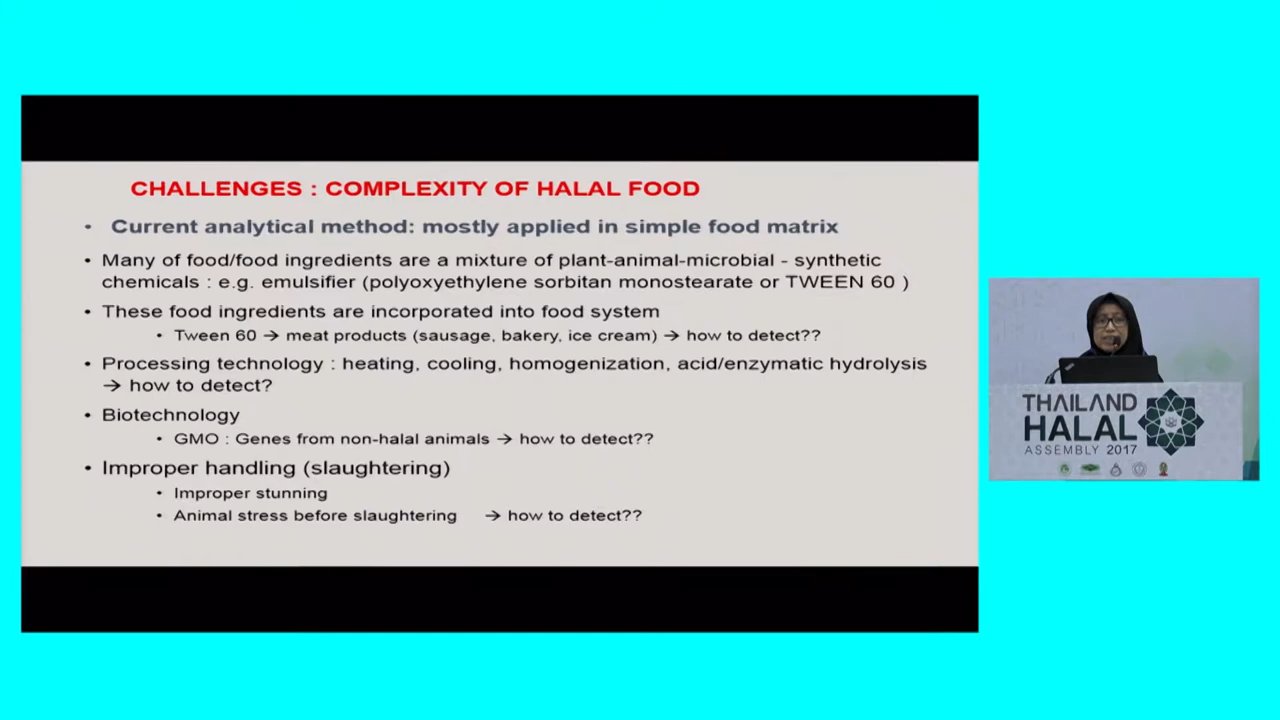 CHALLENGES : COMPLEXITY OF HALAL FOOD
• Current analytical method: mostly applied in simple food matrix
• Many of food/food ingredients are a mixture of plant-animal-microbial - synthetic
chemicals : e.g. emulsifier (polyoxyethylene sorbitan monostearate or TWEEN 60 )
• These food ingredients are incorporated into food system
• Tween 60 → meat products (sausage, bakery, ice cream) → how to detect??
• Processing technology : heating, cooling, homogenization, acid/enzymatic hydrolysis
→ how to detect?
• Biotechnology
• GMO : Genes from non-halal animals → how to detect??
• Improper handling (slaughtering)
• Improper stunning
• Animal stress before slaughtering → how to detect??
THAILAND
HALAL
ASSEMBLY 2017